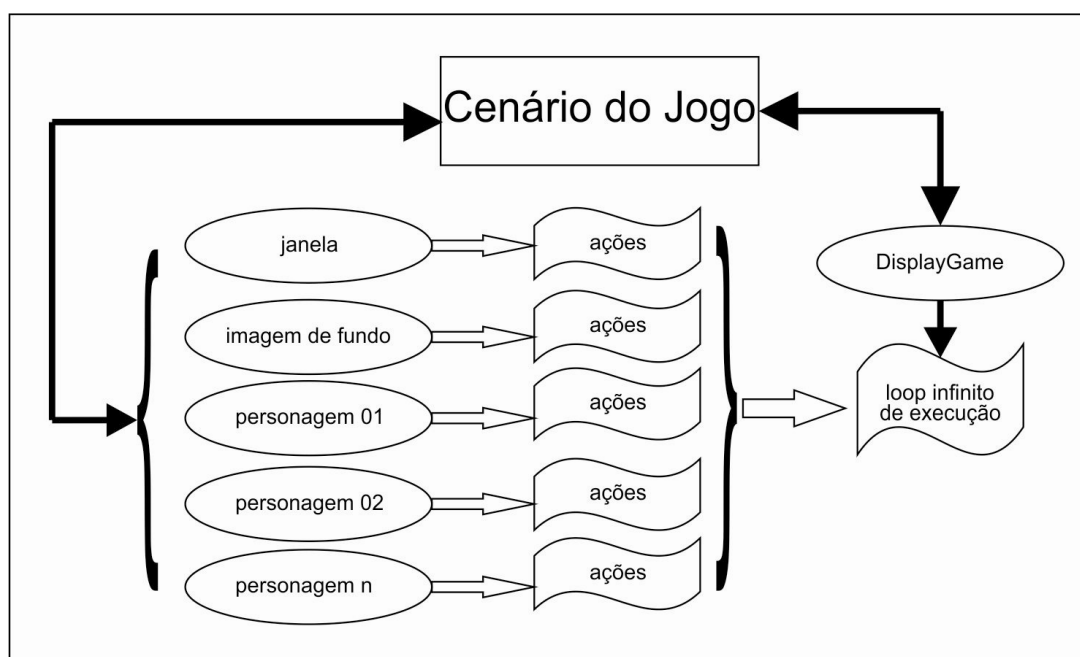 Cenário do Jogo
janela
ações
DisplayGame
imagem de fundo
ações
personagem 01
ações
loop infinito
de execução
personagem 02
ações
personagem n
ações